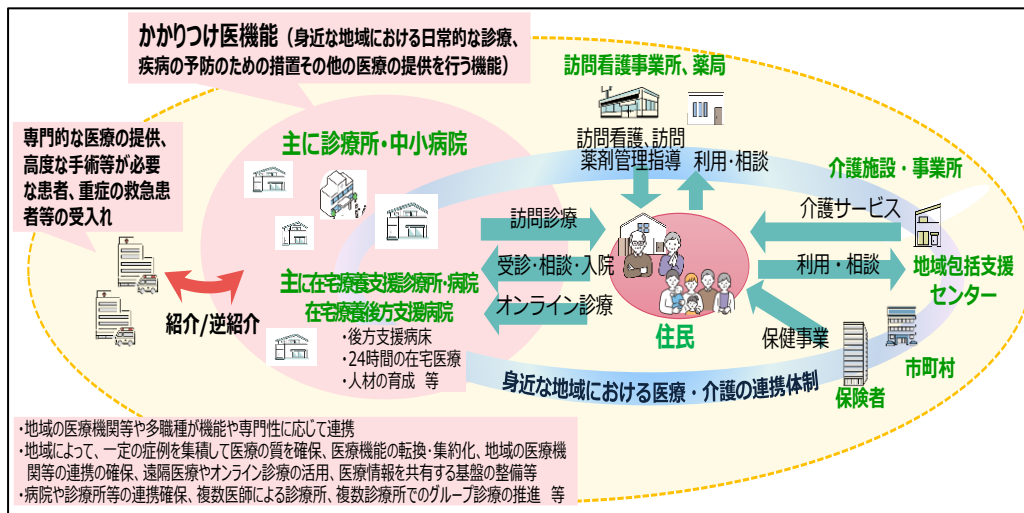 かかりつけ医機能（身近な地域における日常的な診療、
疾病の予防のための措置その他の医療の提供を行う機能）
訪問看護事業所、薬局
専門的な医療の提供、
高度な手術等が必要
な患者、重症の救急患
者等の受入れ
主に診療所・中小病院
訪問看護、訪問
薬剤管理指導
利用・相談
介護施設・事業所
介護サービス
訪問診療
受診・相談・入院
利用・相談
地域包括支援
センター
主に在宅療養支援診療所・病院
在宅療養後方支援病院
オンライン診療
紹介/逆紹介
・後方支援病床
・24時間の在宅医療
・人材の育成 等
住民
保健事業
市町村
保険者
身近な地域における医療・介護の連携体制
・地域の医療機関等や多職種が機能や専門性に応じて連携
・地域によって、一定の症例を集積して医療の質を確保、医療機能の転換・集約化、地域の医療機
関等の連携の確保、遠隔医療やオンライン診療の活用、医療情報を共有する基盤の整備等
・病院や診療所等の連携確保、複数医師による診療所、複数診療所でのグループ診療の推進 等